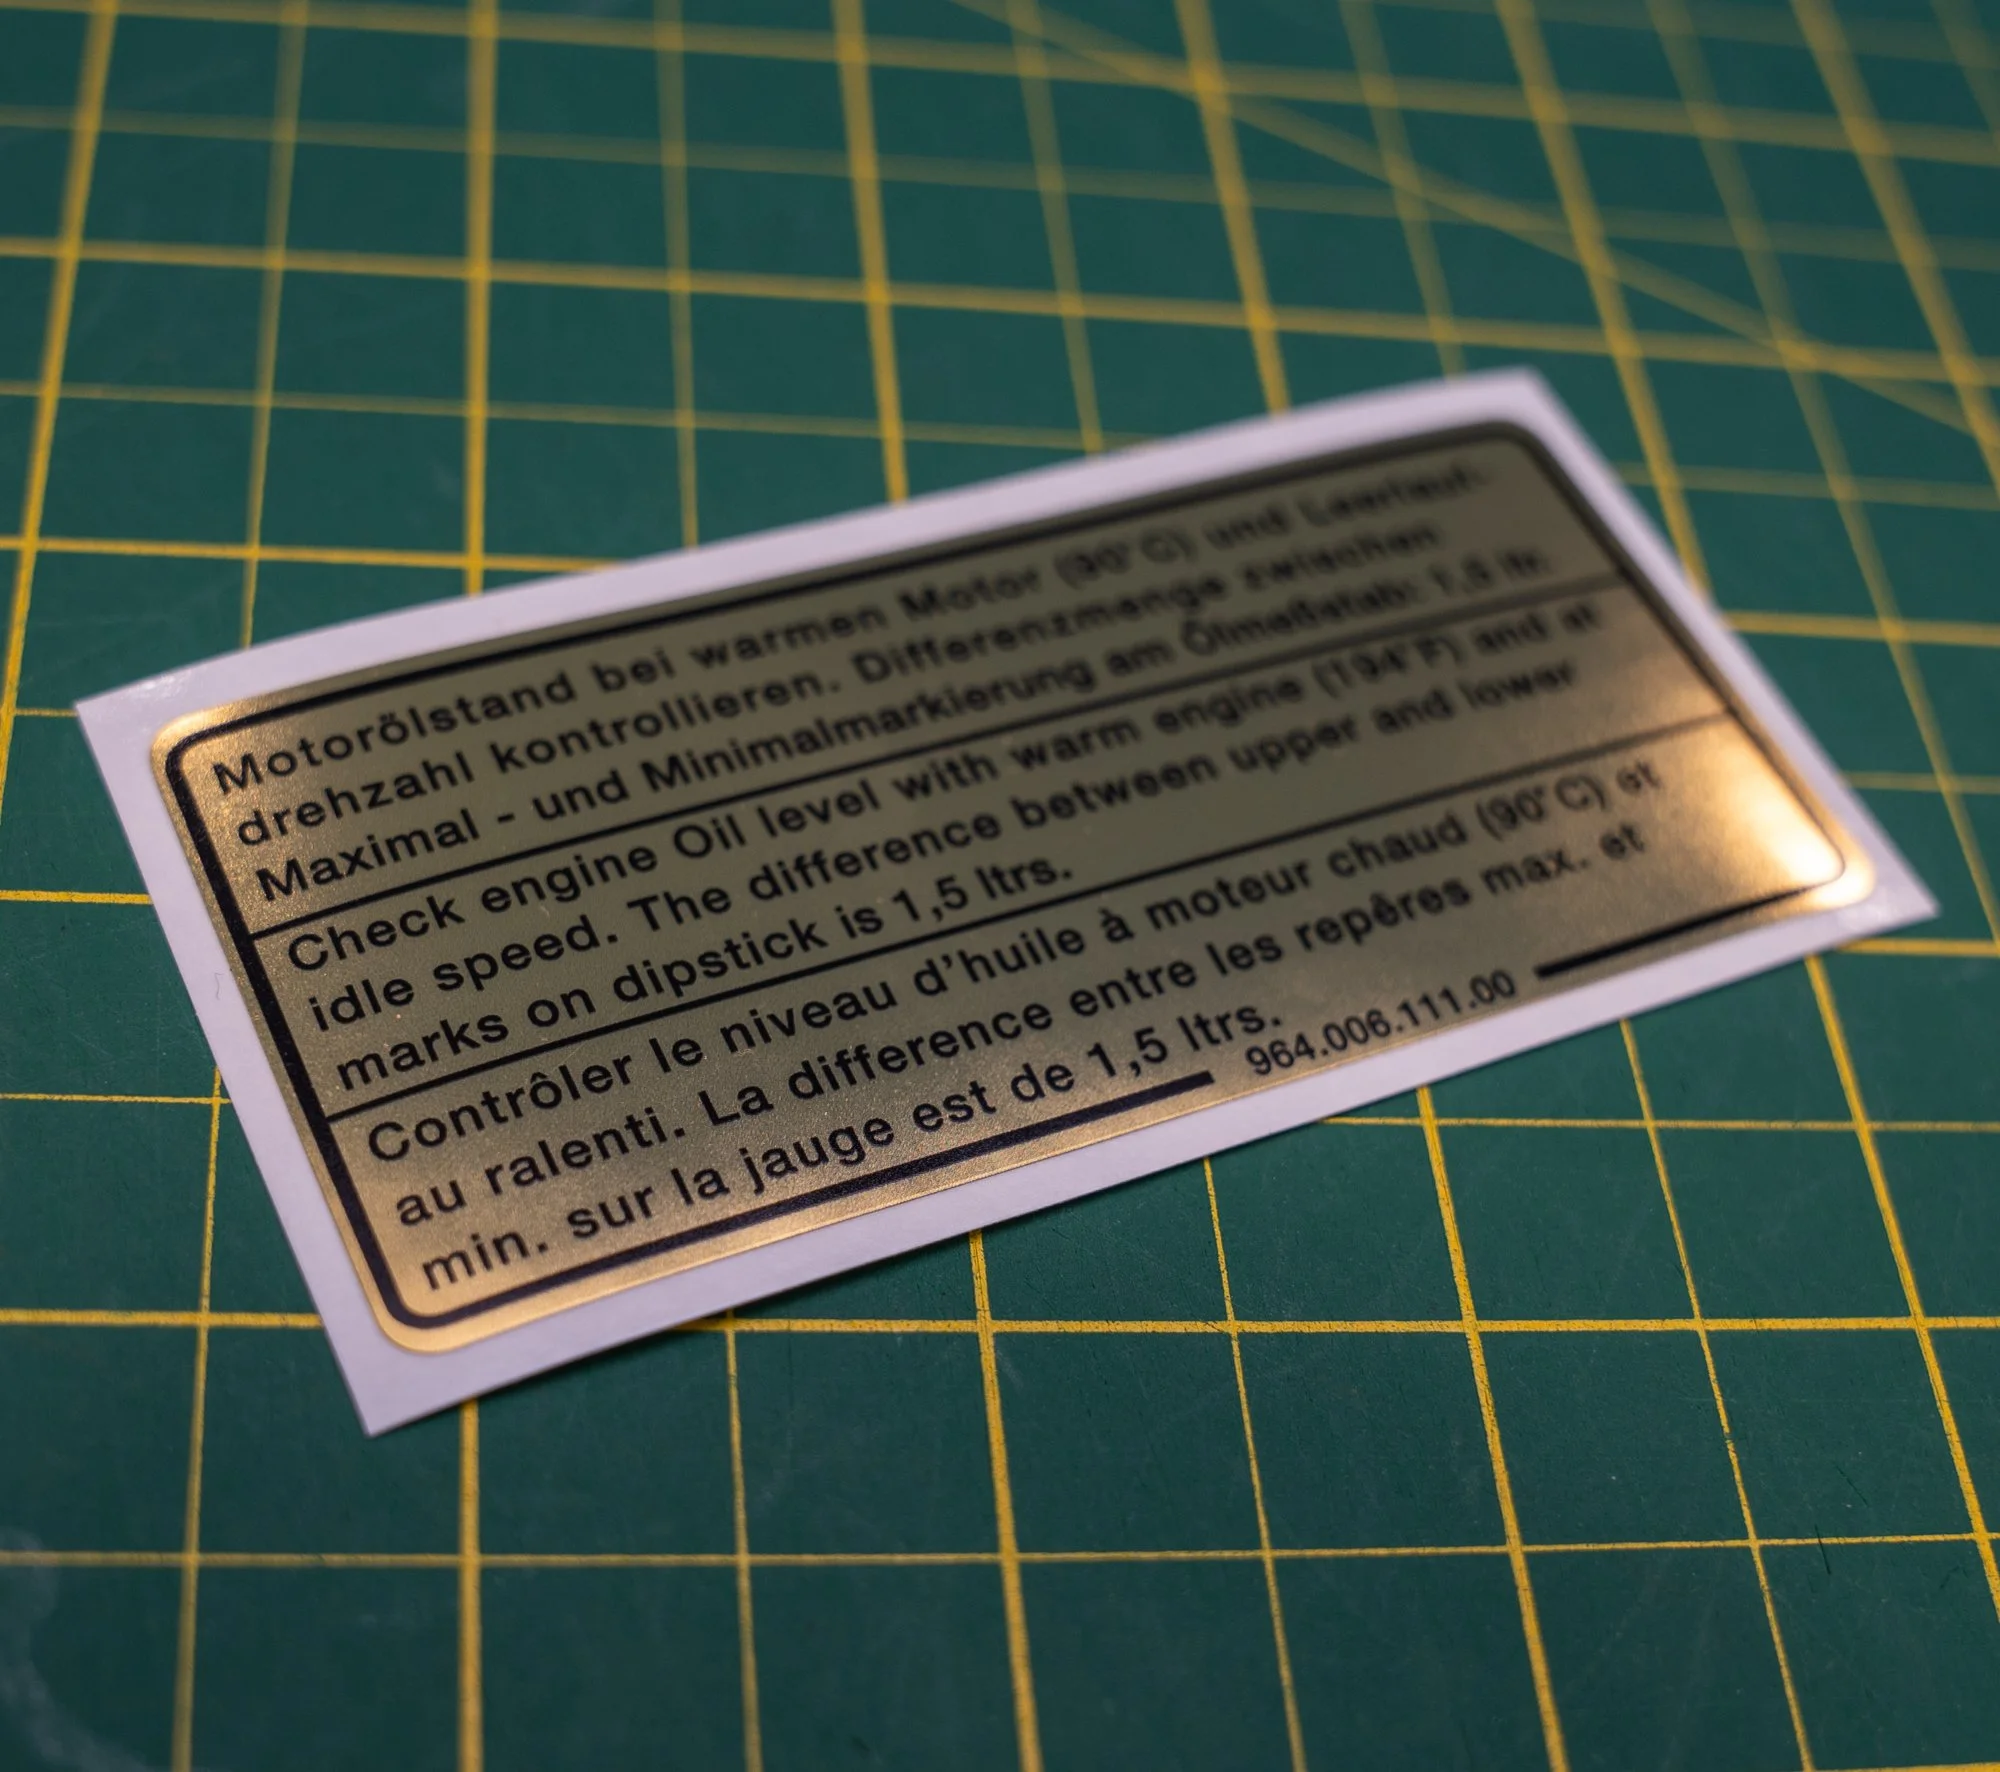 Motorölstand bei warmen Motor (90°C) und Leerlauf-
drehzahl kontrollieren. Differenzmenge zwischen
Maximal - und Minimalmarkierung am Ölmeßstab: 1,5 ltr.
Check engine Oil level with warm engine (194°F) and at
idle speed. The difference between upper and lower
marks on dipstick is 1,5 ltrs.
Contrôler le niveau d'huile à moteur chaud (90°C) et
au ralenti. La difference entre les repêres max. et
min. sur la jauge est de 1,5 ltrs.
964.006.111.00